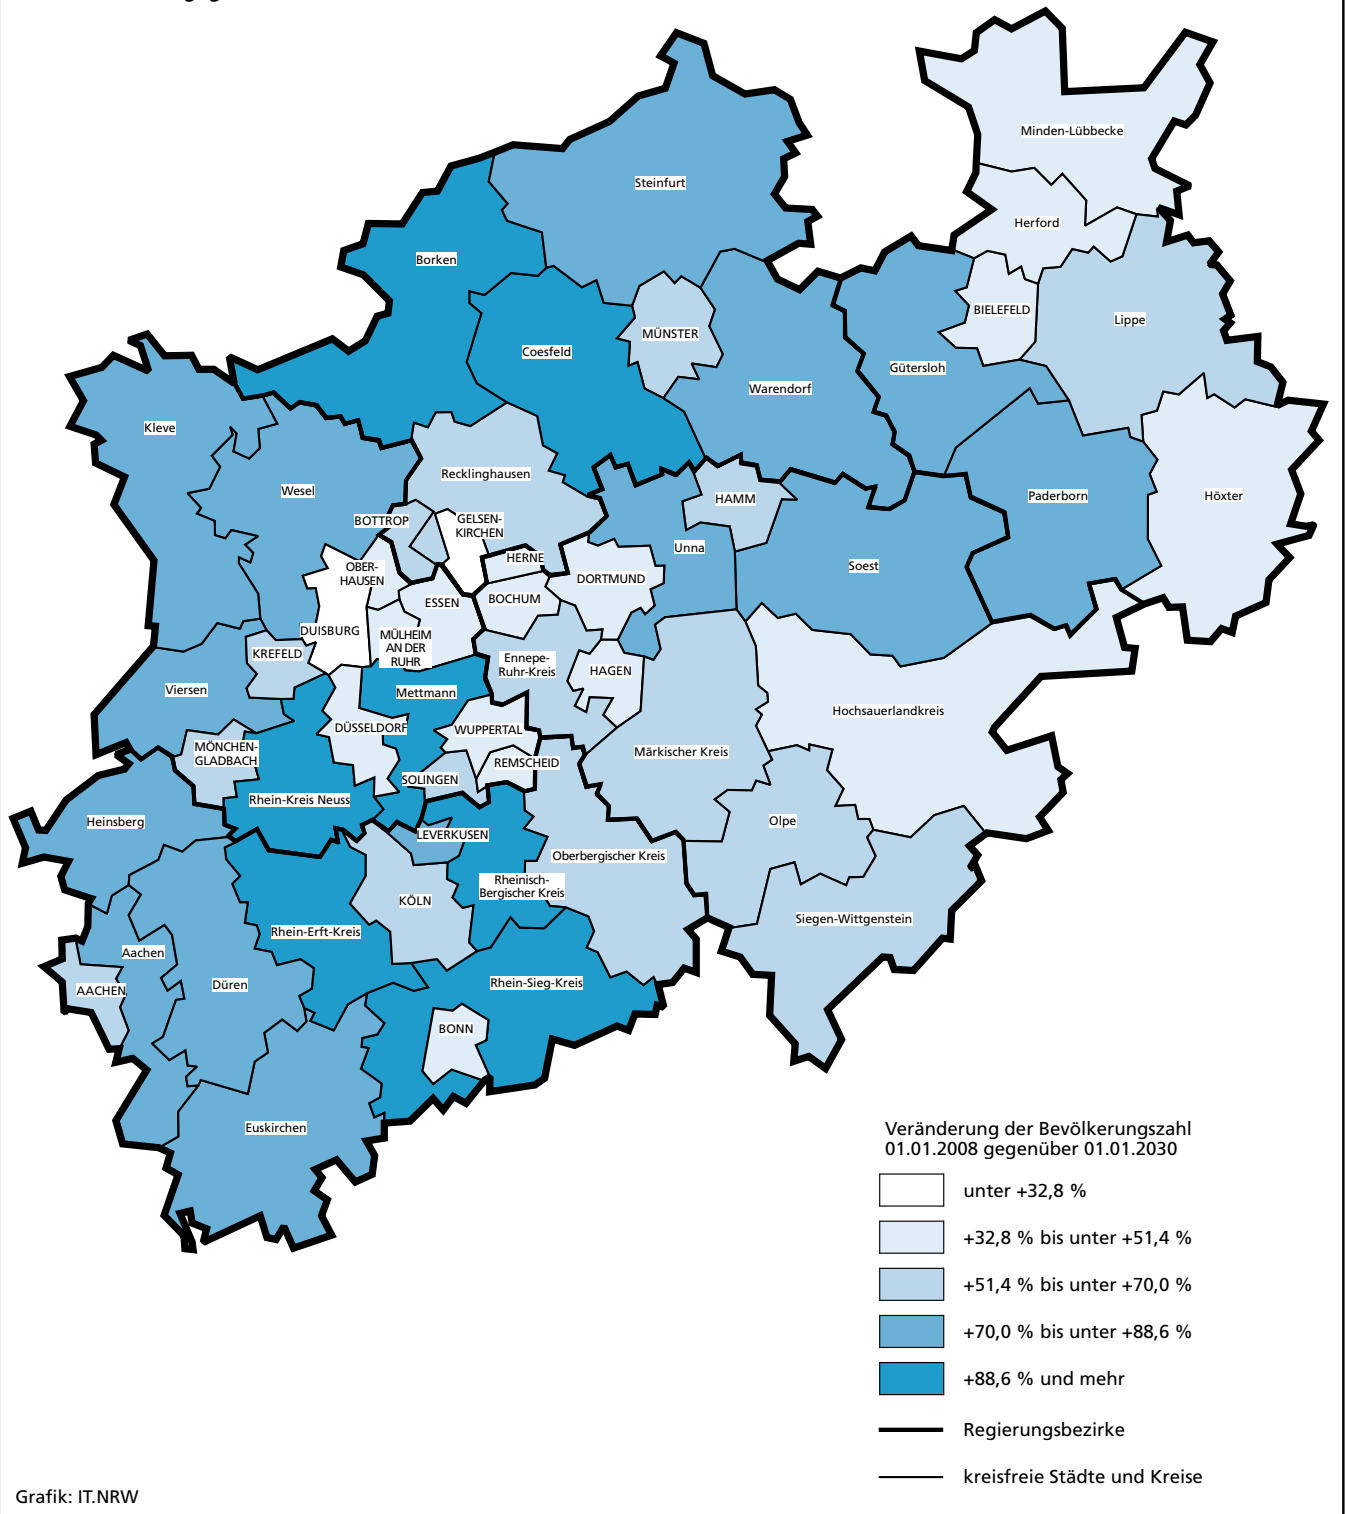 Minden-Lübbecke
Steinfurt
Herford
Borken
BIELEFELD
Lippe
MÜNSTER
Coesfeld
Gütersloh
Warendorf
Kleve
Recklinghausen
Wesel
HAMM
Paderborn
Höxter
BOTTROP
GELSEN-
KIRCHEN
Unna
HERNE
Soest
OBER-
HAUSEN
DORTMUND
ESSEN
BOCHUM
DUISBURG
MÜLHEIM
AN DER
RUHR
KREFELD
Ennepe-
Ruhr-Kreis
HAGEN
Viersen
Mettmann
Hochsauerlandkreis
DÜSSELDORF
WUPPERTAL
MÖNCHEN-
GLADBACH
Märkischer Kreis
REMSCHEID
SOLINGEN
Rhein-Kreis Neuss
Heinsberg
Olpe
LEVERKUSEN
Oberbergischer Kreis
Rheinisch-
Bergischer Kreis
KÖLN
Siegen-Wittgenstein
Rhein-Erft-Kreis
Aachen
Düren
Rhein-Sieg-Kreis
AACHEN
BONN
Euskirchen
Veränderung der Bevölkerungszahl
01.01.2008 gegenüber 01.01.2030
unter +32,8 %
+32,8 % bis unter +51,4 %
+51,4 % bis unter +70,0 %
+70,0 % bis unter +88,6 %
+88,6 % und mehr
Regierungsbezirke
kreisfreie Städte und Kreise
Grafik: IT.NRW